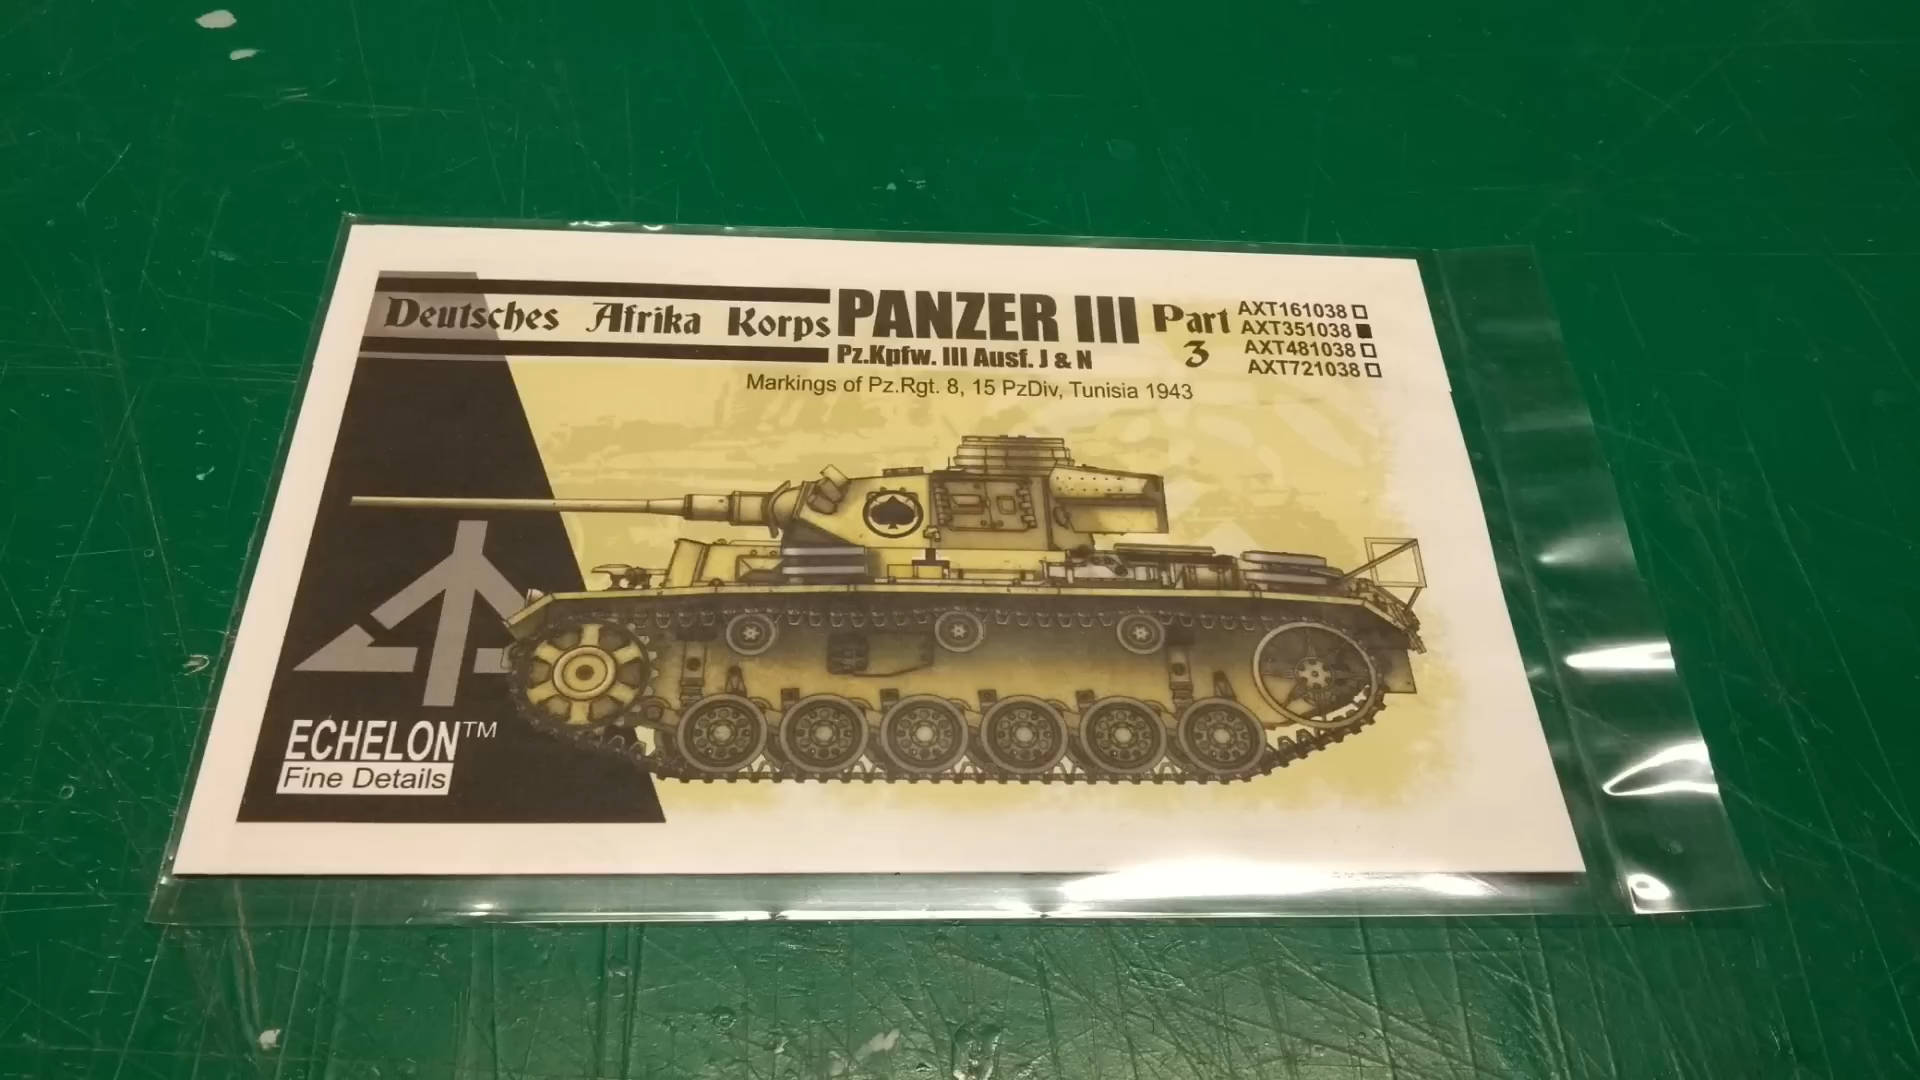 Deutsches Afrika Korps PANZER III Part 3
Pz.Kpfw. III Ausf. J & N
Markings of Pz.Rgt. 8, 15 PzDiv, Tunisia 1943
AXT161038 □
AXT351038 ■
AXT481038 □
AXT721038 □
ECHELON™
Fine Details